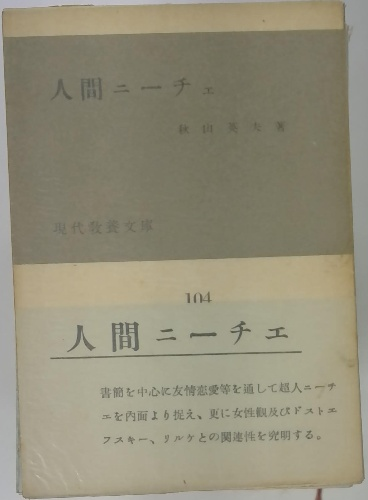 人間ニーチェ
秋山英夫著
現代教養文庫
104
人間ニーチエ
書簡を中心に友情恋愛等を通して超人ニーチ
エを内面より捉え、更に女性觀及びドストエ
フスキー、リルケとの関連性を究明する。